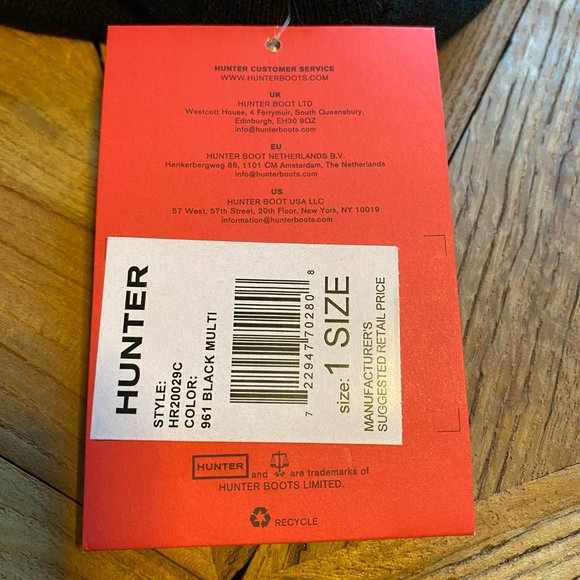 HUNTER CUSTOMER SERVICE
WWW.HUNTERBOOTS.COM
UK
HUNTER BOOT LTD
Westcott House, 4 Ferrymuir, South Queensbury,
Edinburgh, EH30 9QZ
info@hunterboots.com
EU
HUNTER BOOT NETHERLANDS B.V.
Herikerbergweg 88, 1101 CM Amsterdam, The Netherlands
info@hunterboots.com
US
HUNTER BOOT USA LLC
57 West, 57th Street, 20th Floor, New York, NY 10019
information@hunterboots.com
HUNTER
STYLE:
HR20029C
COLOR:
961 BLACK MULTI
7 22947 70280 8
size: 1 SIZE
MANUFACTURER'S
SUGGESTED RETAIL PRICE
HUNTER and are trademarks of
HUNTER BOOTS LIMITED.
RECYCLE